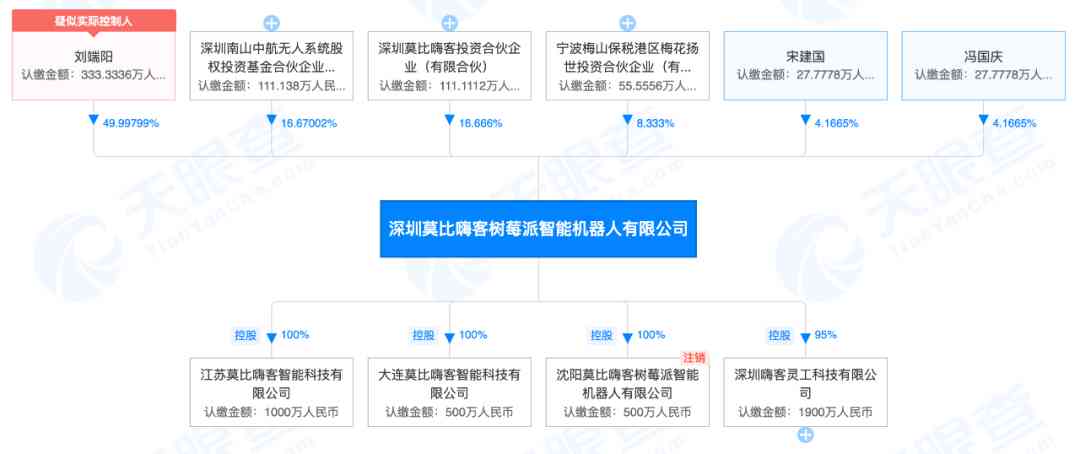 疑似实际控制人
刘端阳
认缴金额：333.3336万人...
深圳南山中航无人系统股
权投资基金合伙企业...
认缴金额：111.138万人民...
深圳莫比嗨客投资合伙企
业（有限合伙）
认缴金额：111.1112万人...
宁波梅山保税港区梅花扬
世投资合伙企业（有...
认缴金额：55.5556万人...
宋建国
认缴金额：27.7778万人...
冯国庆
认缴金额：27.7778万人...
49.99799%
16.67002%
16.666%
8.333%
4.1665%
4.1665%
深圳莫比嗨客树莓派智能机器人有限公司
控股 100%
控股 100%
控股 100%
控股 95%
江苏莫比嗨客智能科技有
限公司
认缴金额：1000万人民币
大连莫比嗨客智能科技有
限公司
认缴金额：500万人民币
注销
沈阳莫比嗨客树莓派智能
机器人有限公司
认缴金额：500万人民币
深圳嗨客灵工科技有限公
司
认缴金额：1900万人民币
天眼查
TianYanCha.com
天眼查
TianYanCha.com
天眼查
TianYanCha.com